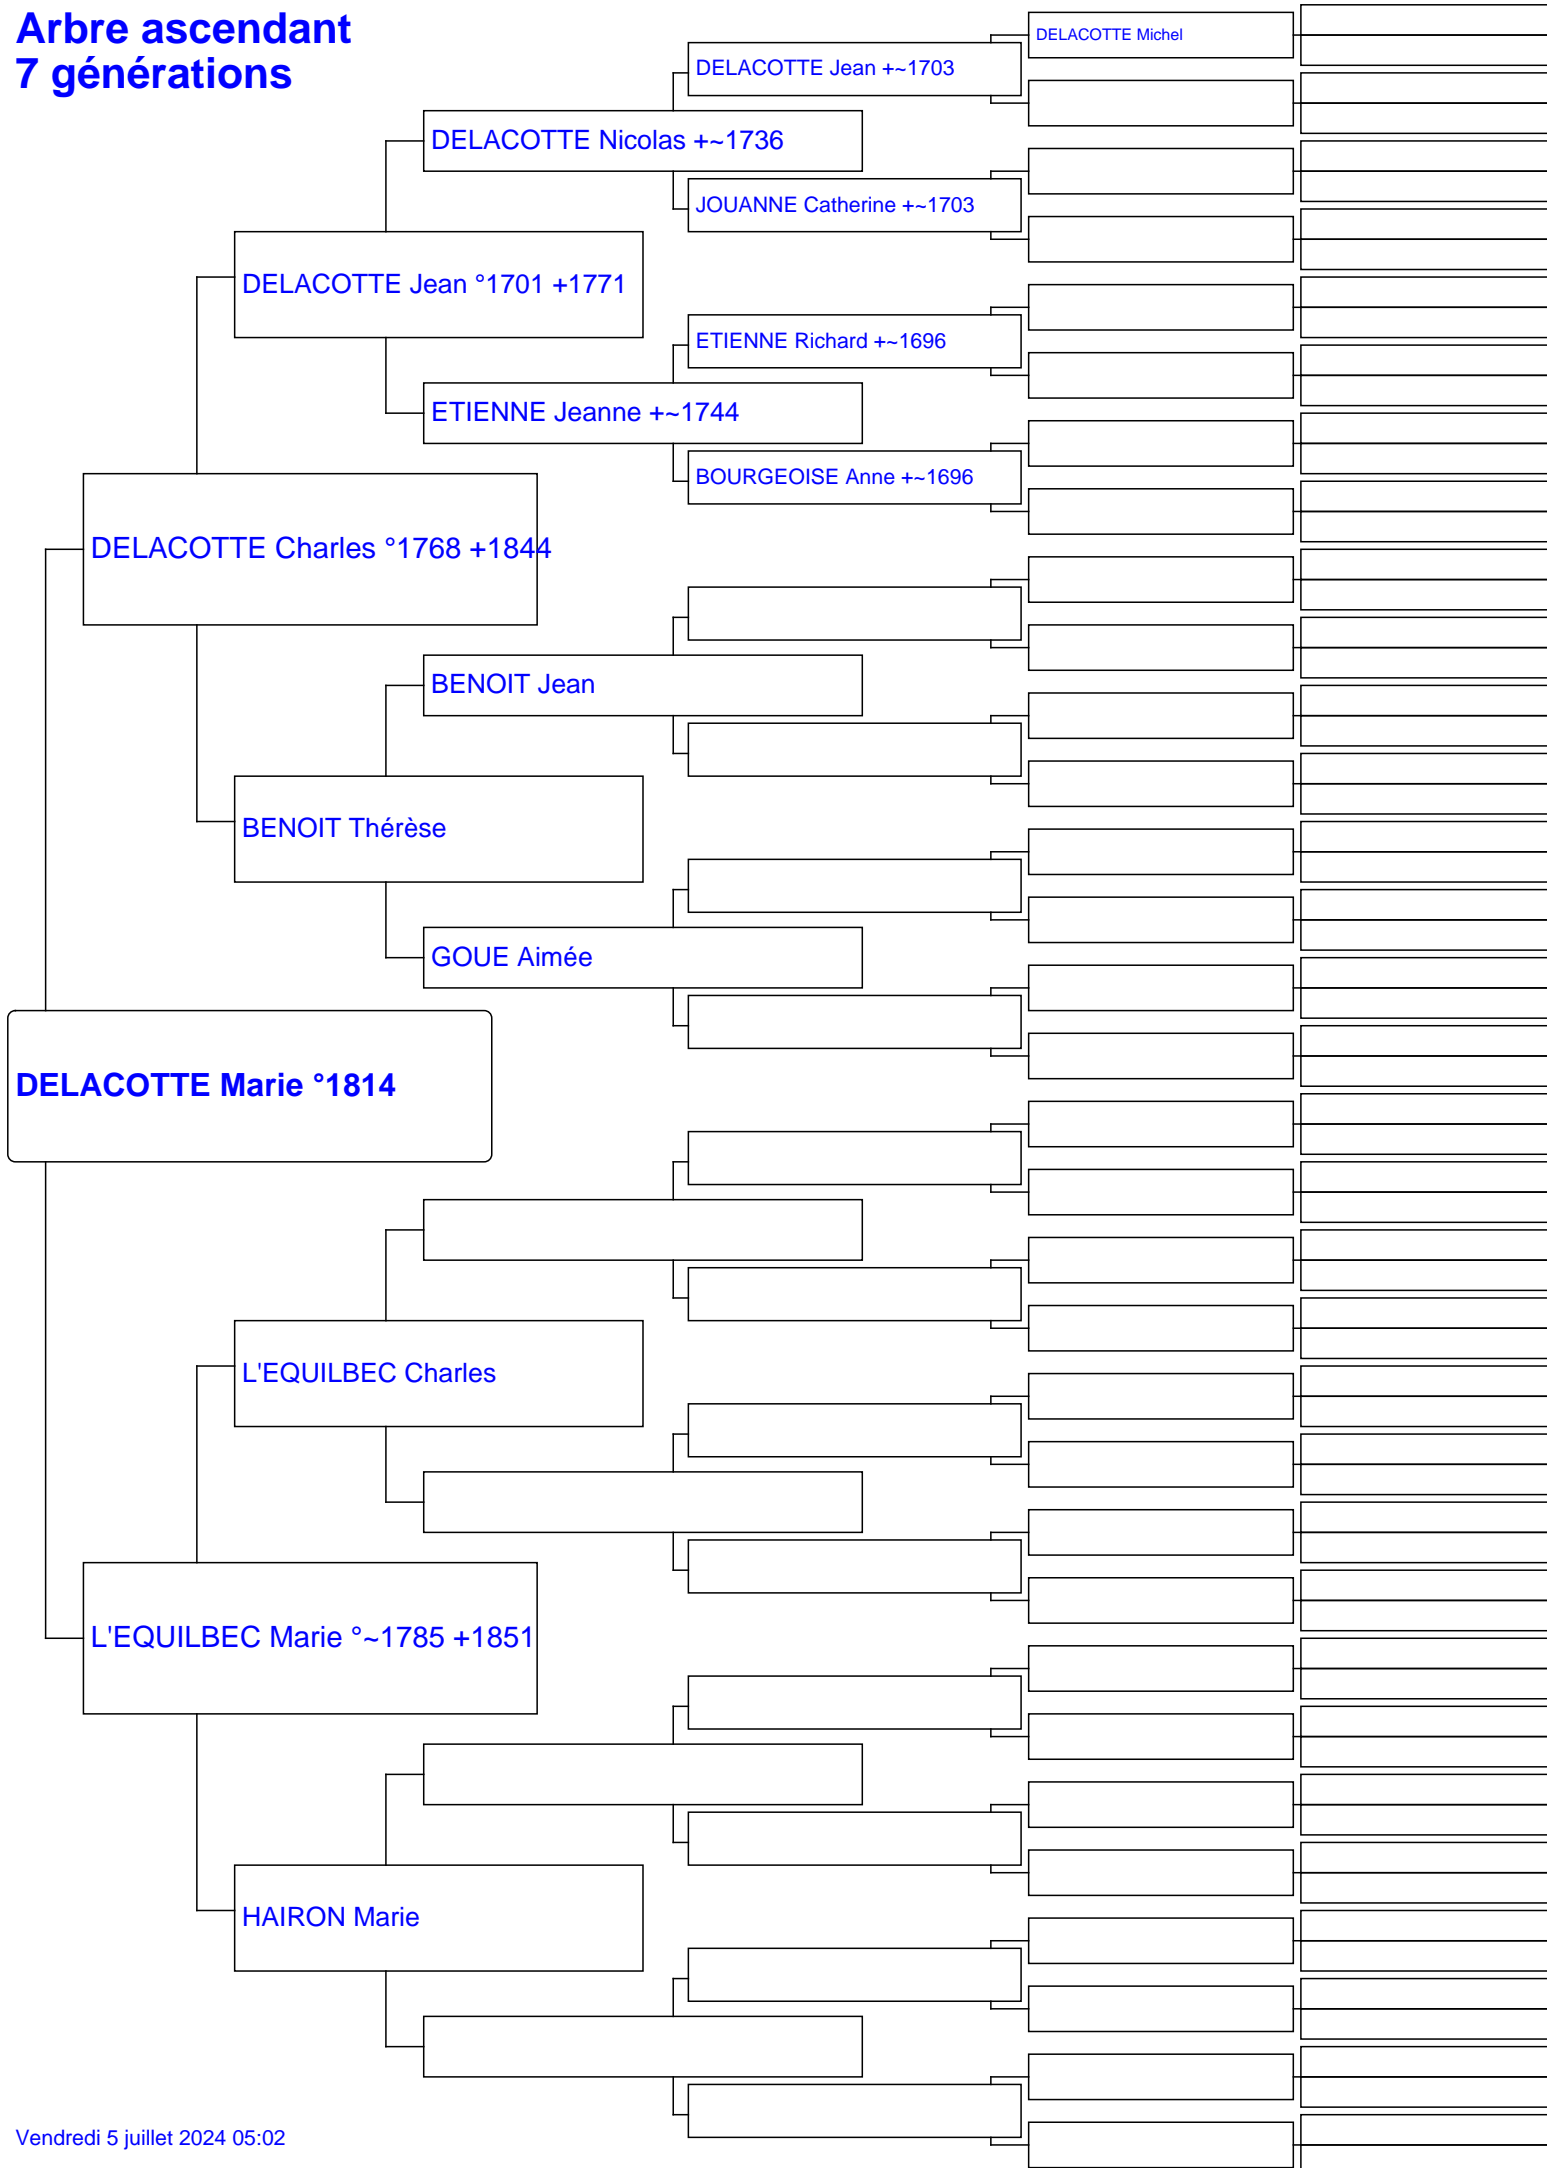 Arbre ascendant
7 générations
DELACOTTE Michel
DELACOTTE Jean +~1703
DELACOTTE Nicolas +~1736
JOUANNE Catherine +~1703
DELACOTTE Jean °1701 +1771
ETIENNE Richard +~1696
ETIENNE Jeanne +~1744
BOURGEOISE Anne +~1696
DELACOTTE Charles °1768 +1844
BENOIT Jean
BENOIT Thérèse
GOUE Aimée
DELACOTTE Marie °1814
L'EQUILBEC Charles
L'EQUILBEC Marie °~1785 +1851
HAIRON Marie
Vendredi 5 juillet 2024 05:02